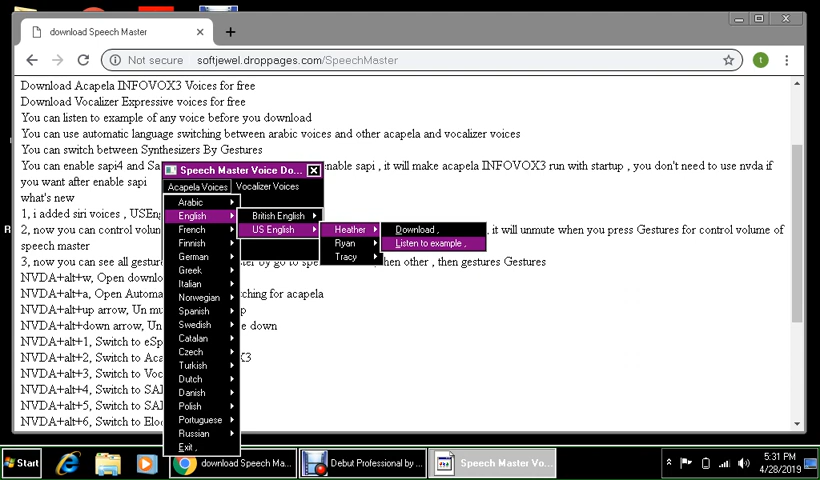 download Speech Master
Not secure softjewel.droppages.com/SpeechMaster
t
Download Acapela INFOVOX3 Voices for free
Download Vocalizer Expressive voices for free
You can listen to example of any voice before you download
You can use automatic language switching between arabic voices and other acapela and vocalizer voices
You can switch between Synthesizers By Gestures
You can enable sapi4 and Sa enable sapi , it will make acapela INFOVOX3 run with startup , you don't need to use nvda if
you want after enable sapi
what's new
1, i added siri voices , USEng
2, now you can control volum , it will unmute when you press Gestures for control volume of
speech master
3, now you can see all gestur ter by go to s hen other , then gestures Gestures
NVDA+alt+w, Open downlo
NVDA+alt+a, Open Automa ching for acapela
NVDA+alt+up arrow, Un mu p
NVDA+alt+down arrow, Un e down
NVDA+alt+1, Switch to eSp
NVDA+alt+2, Switch to Aca X3
NVDA+alt+3, Switch to Voc
NVDA+alt+4, Switch to SA
NVDA+alt+5, Switch to SA
NVDA+alt+6, Switch to Eloc
Speech Master Voice Do...
Acapela Voices Vocalizer Voices
Arabic
English
French
Finnish
German
Greek
Italian
Norwegian
Spanish
Swedish
Catalan
Czech
Turkish
Dutch
Danish
Polish
Portuguese
Russian
Exit ,
British English
US English
Heather
Ryan
Tracy
Download ,
Listen to example ,
Start
download Speech Ma...
Debut Professional by ...
Speech Master Vo...
5:31 PM
4/28/2019